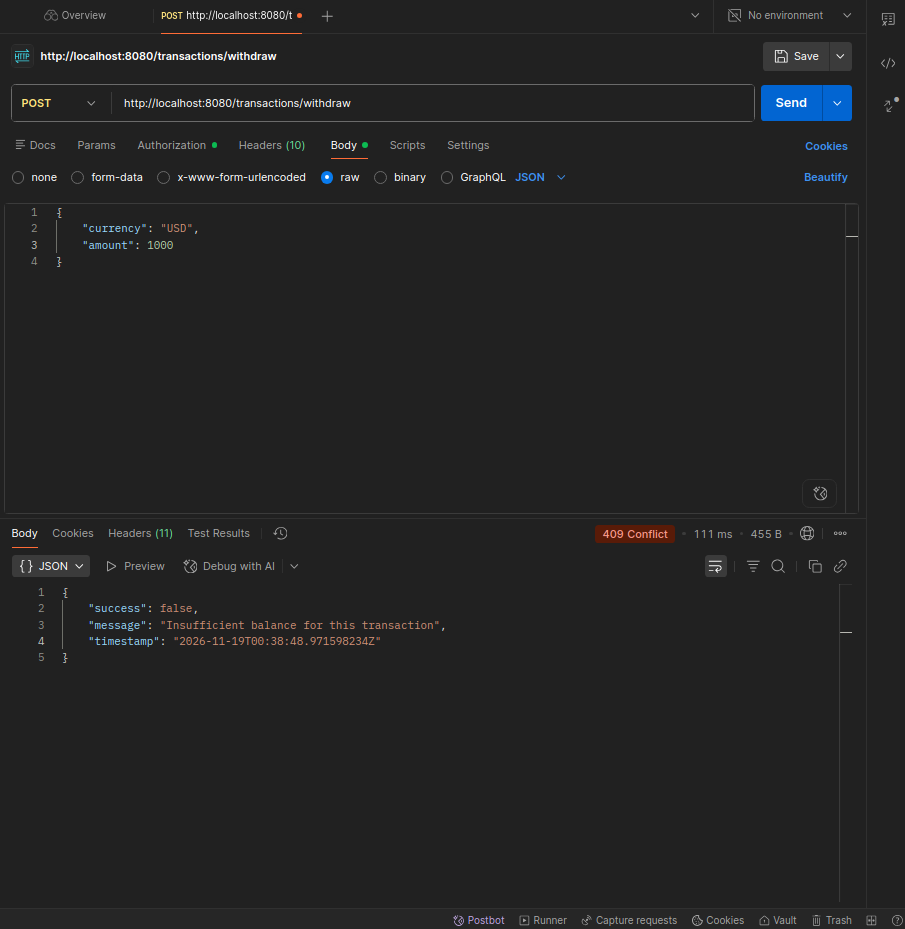 Overview
POST http://localhost:8080/t
No environment
HTTP http://localhost:8080/transactions/withdraw
Save
POST http://localhost:8080/transactions/withdraw
Send
Docs Params Authorization Headers (10) Body Scripts Settings
Cookies
none form-data x-www-form-urlencoded raw binary GraphQL JSON
Beautify
1 {
2 "currency": "USD",
3 "amount": 1000
4 }
Body Cookies Headers (11) Test Results
409 Conflict 111 ms 455 B
{} JSON Preview Debug with AI
1 {
2 "success": false,
3 "message": "Insufficient balance for this transaction",
4 "timestamp": "2026-11-19T00:38:48.971598234Z"
5 }
Postbot Runner Capture requests Cookies Vault Trash